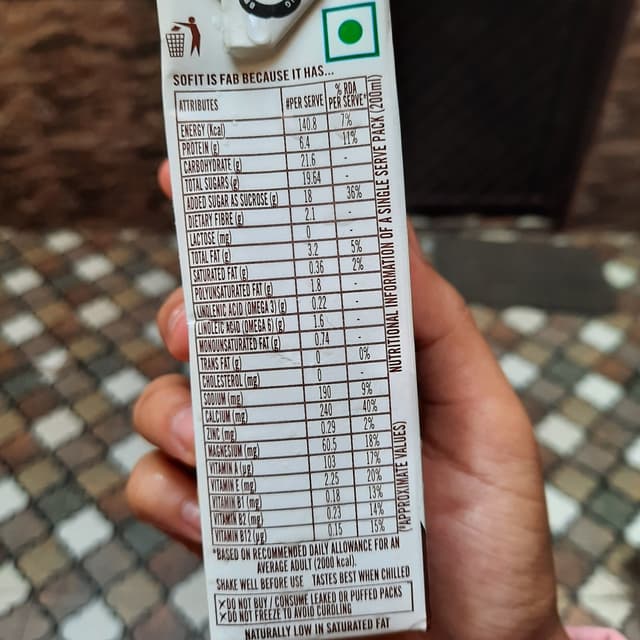 SOFIT IS FAB BECAUSE IT HAS...
ATTRIBUTES #PER SERVE % RDA PER SERVE*
ENERGY (Kcal) 140.8 7%
PROTEIN (g) 6.4 11%
CARBOHYDRATE (g) 21.6 -
TOTAL SUGARS (g) 19.64 -
ADDED SUGAR AS SUCROSE (g) 18 36%
DIETARY FIBRE (g) 2.1 -
LACTOSE (mg) 0 -
TOTAL FAT (g) 3.2 5%
SATURATED FAT (g) 0.36 2%
POLYUNSATURATED FAT (g) 1.8 -
LINOLENIC ACID (OMEGA 3) (g) 0.22 -
LINOLEIC ACID (OMEGA 6) (g) 1.6 -
MONOUNSATURATED FAT (g) 0.74 -
TRANS FAT (g) 0 0%
CHOLESTEROL (mg) 0 -
SODIUM (mg) 190 9%
CALCIUM (mg) 240 40%
ZINC (mg) 0.29 2%
MAGNESIUM (mg) 60.5 18%
VITAMIN A (µg) 103 17%
VITAMIN E (mg) 2.25 20%
VITAMIN B1 (mg) 0.18 13%
VITAMIN B2 (mg) 0.23 14%
VITAMIN B12 (µg) 0.15 15%
NUTRITIONAL INFORMATION OF A SINGLE SERVE PACK (200ml)
(APPPROXIMATE VALUES)
*BASED ON RECOMMENDED DAILY ALLOWANCE FOR AN
AVERAGE ADULT (2000 kcal).
SHAKE WELL BEFORE USE TASTES BEST WHEN CHILLED
DO NOT BUY / CONSUME LEAKED OR PUFFED PACKS
DO NOT FREEZE TO AVOID CURDLING
NATURALLY LOW IN SATURATED FAT